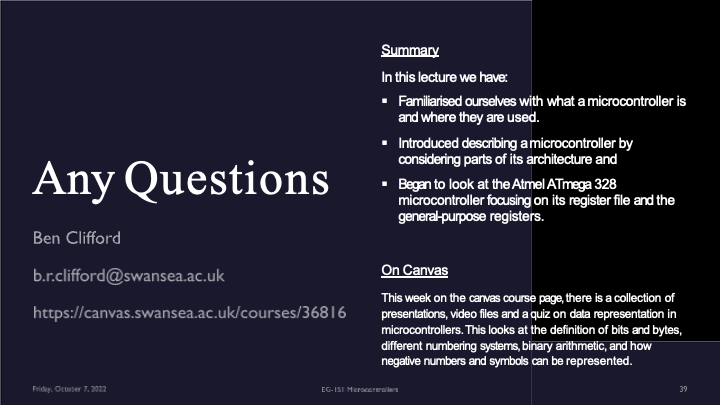 Any Questions
Ben Clifford
b.r.clifford@swansea.ac.uk
https://canvas.swansea.ac.uk/courses/36816
Summary
In this lecture we have:
▪ Familiarised ourselves with what a microcontroller is
and where they are used.
▪ Introduced describing a microcontroller by
considering parts of its architecture and
▪ Began to look at the Atmel ATmega 328
microcontroller focusing on its register file and the
general-purpose registers.
On Canvas
This week on the canvas course page, there is a collection of
presentations, video files and a quiz on data representation in
microcontrollers. This looks at the definition of bits and bytes,
different numbering systems, binary arithmetic, and how
negative numbers and symbols can be represented.
Friday, October 7, 2022
EG-151 Microcontrollers
39